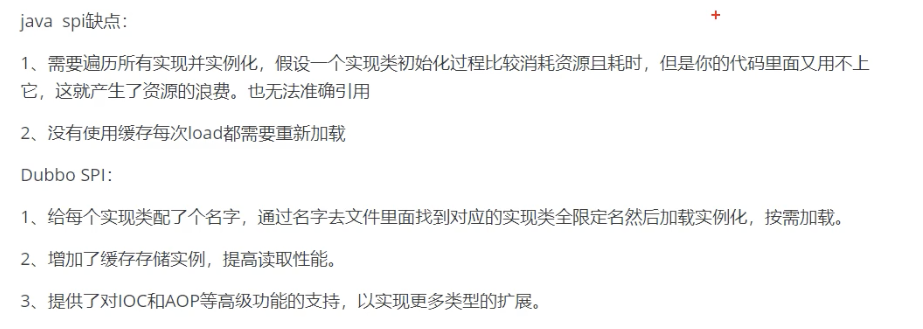 java spi缺点：
1、需要遍历所有实现并实例化，假设一个实现类初始化过程比较消耗资源且耗时，但是你的代码里面又用不上
它，这就产生了资源的浪费。也无法准确引用
2、没有使用缓存每次load都需要重新加载
Dubbo SPI：
1、给每个实现类配了个名字，通过名字去文件里面找到对应的实现类全限定名然后加载实例化，按需加载。
2、增加了缓存存储实例，提高读取性能。
3、提供了对IOC和AOP等高级功能的支持，以实现更多类型的扩展。